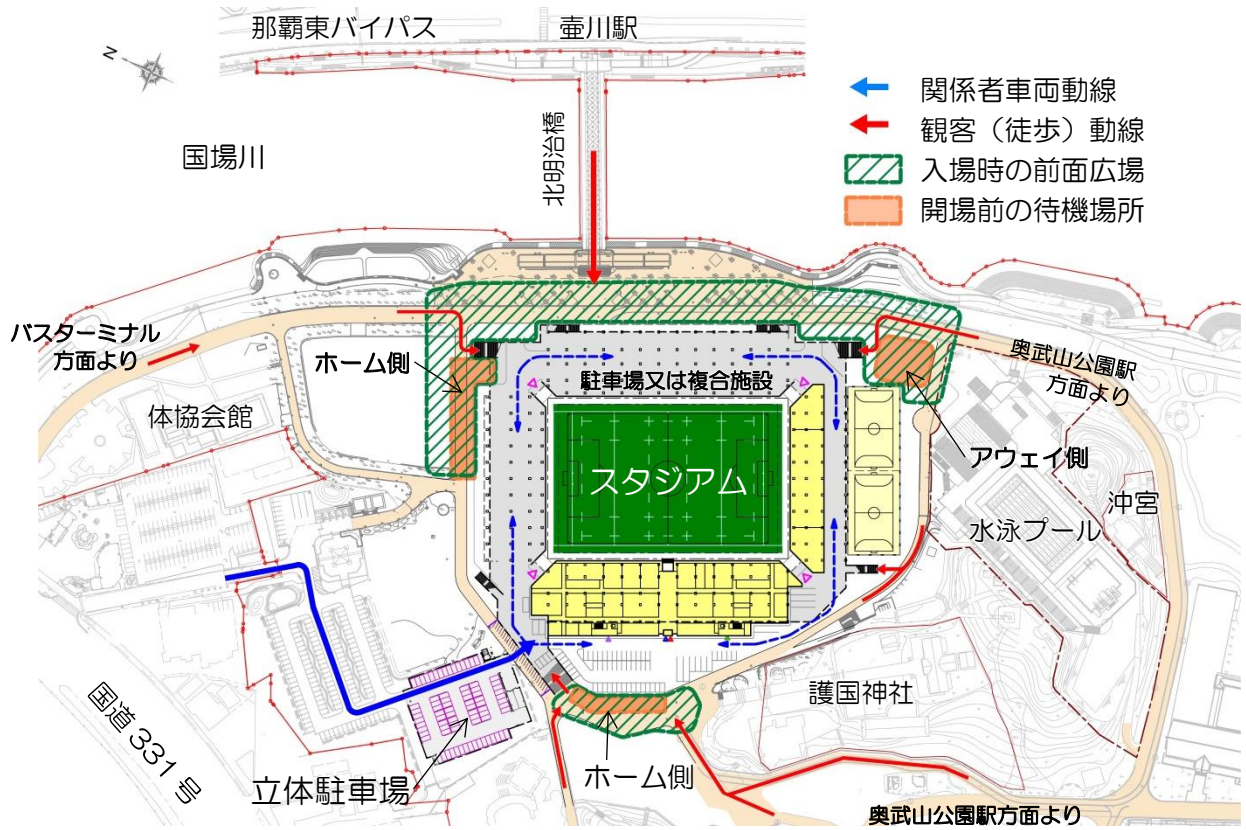 那覇東バイパス
壺川駅
N
国場川
北明治橋
関係者車両動線
観客（徒歩）動線
入場時の前面広場
開場前の待機場所
バスターミナル
方面より
ホーム側
体協会館
駐車場又は複合施設
スタジアム
奥武山公園駅
方面より
アウェイ側
水泳プール
沖宮
護国神社
国道331号
立体駐車場
ホーム側
奥武山公園駅方面より